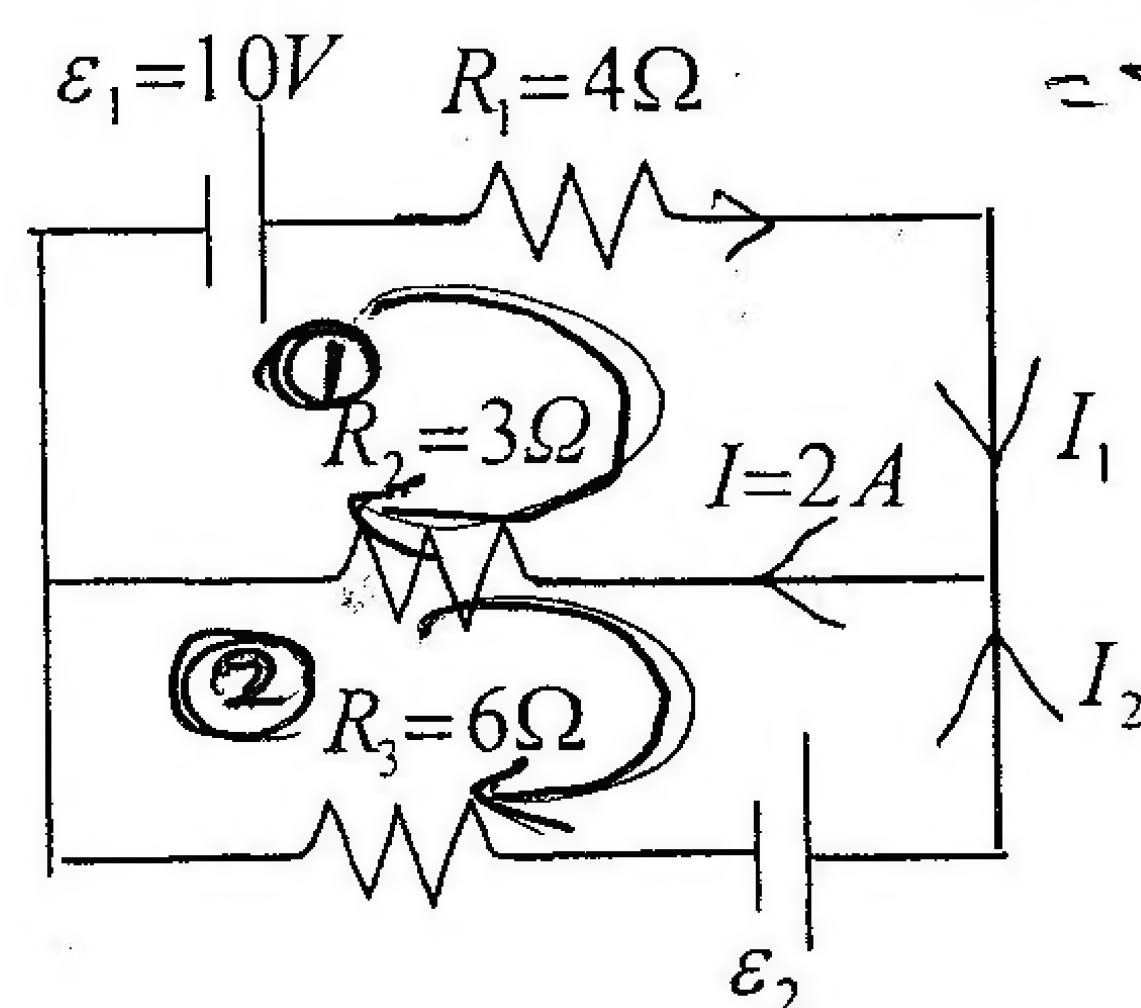 ε₁=10V R₁=4Ω
①
R₂=3Ω
I=2A
I₁
②
R₃=6Ω
I₂
ε₂